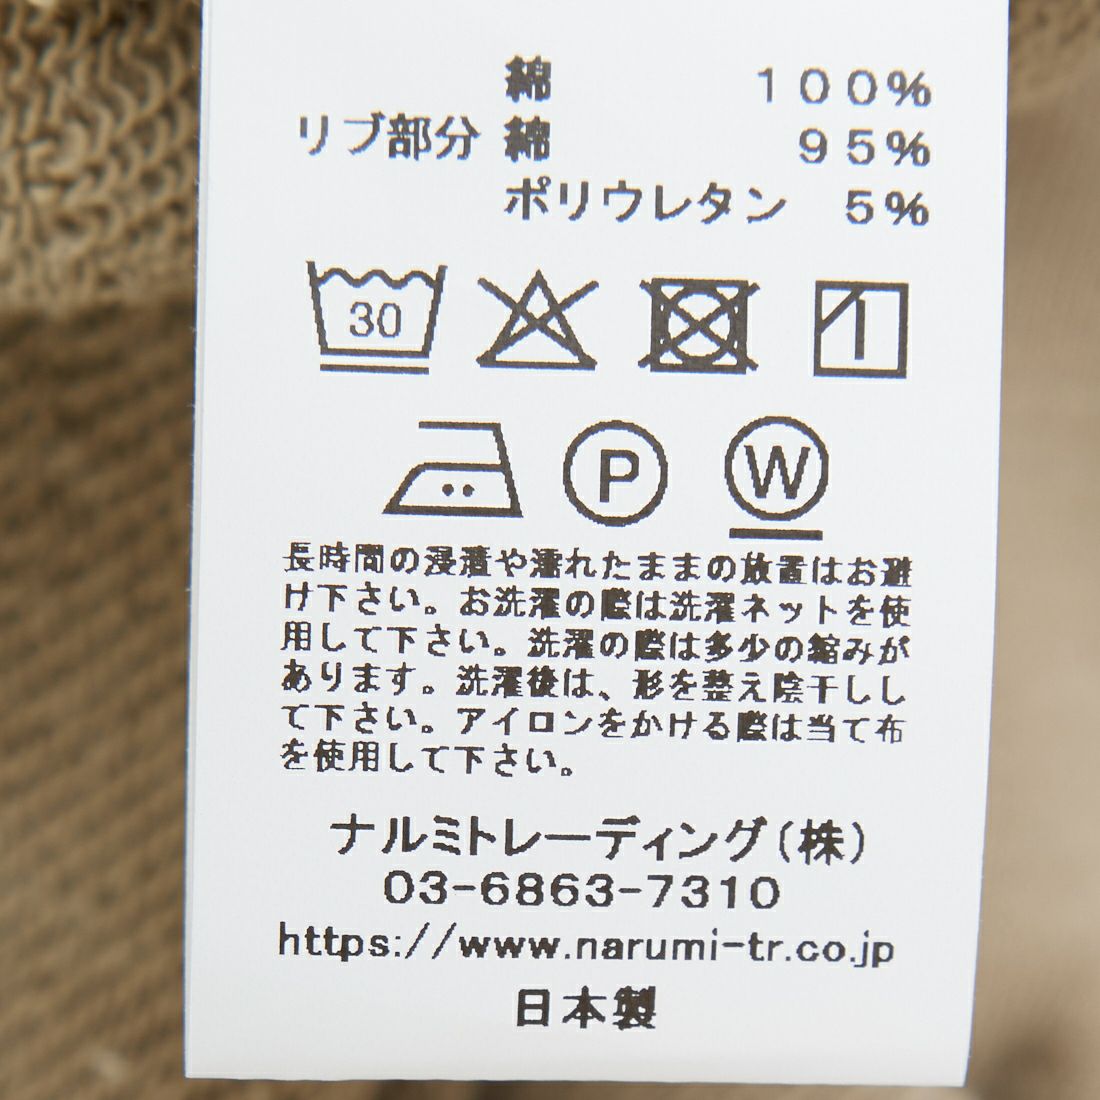 綿 100%
リブ部分 綿 95%
ポリウレタン 5%
30
P W
長時間の浸漬や濡れたままの放置はお避
け下さい。お洗濯の際は洗濯ネットを使
用して下さい。洗濯の際は多少の縮みが
あります。洗濯後は、形を整え陰干しし
て下さい。アイロンをかける際は当て布
を使用して下さい。
ナルミトレーディング(株)
03-6863-7310
https://www.narumi-tr.co.jp
日本製